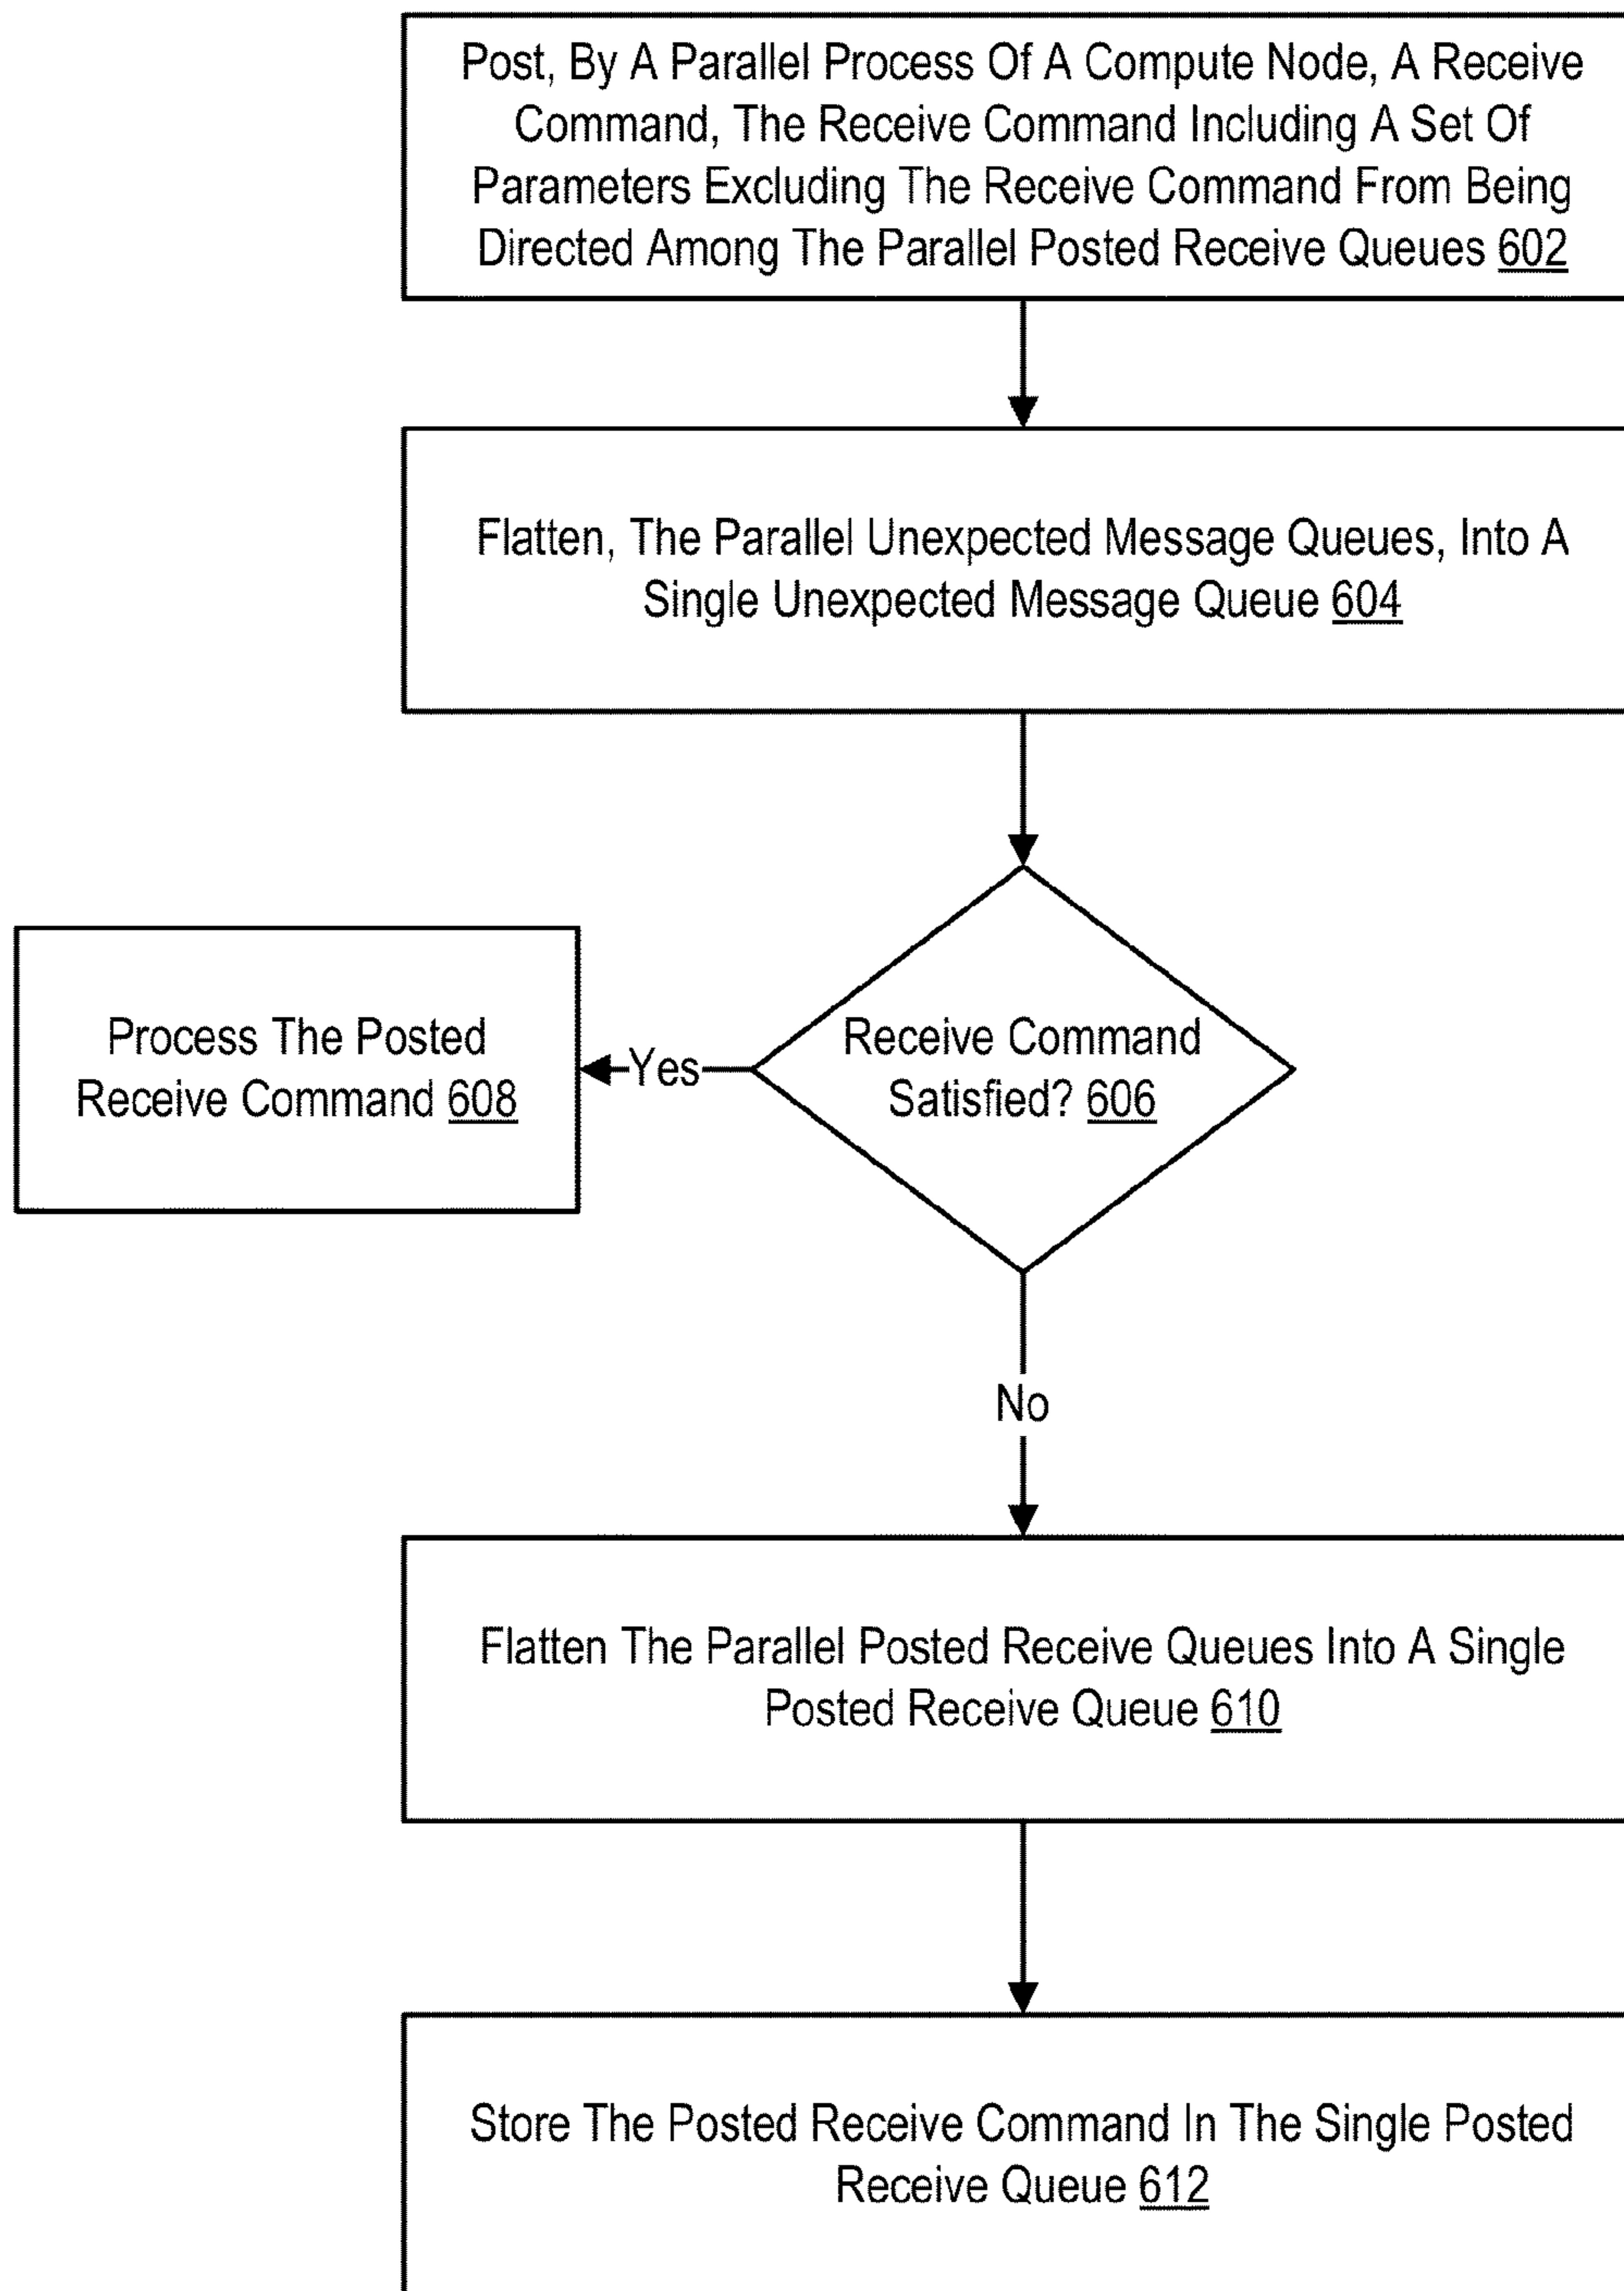 Post, By A Parallel Process Of A Compute Node, A Receive
Command, The Receive Command Including A Set Of
Parameters Excluding The Receive Command From Being
Directed Among The Parallel Posted Receive Queues 602
Flatten, The Parallel Unexpected Message Queues, Into A
Single Unexpected Message Queue 604
Receive Command
Satisfied? 606
Yes
Process The Posted
Receive Command 608
No
Flatten The Parallel Posted Receive Queues Into A Single
Posted Receive Queue 610
Store The Posted Receive Command In The Single Posted
Receive Queue 612